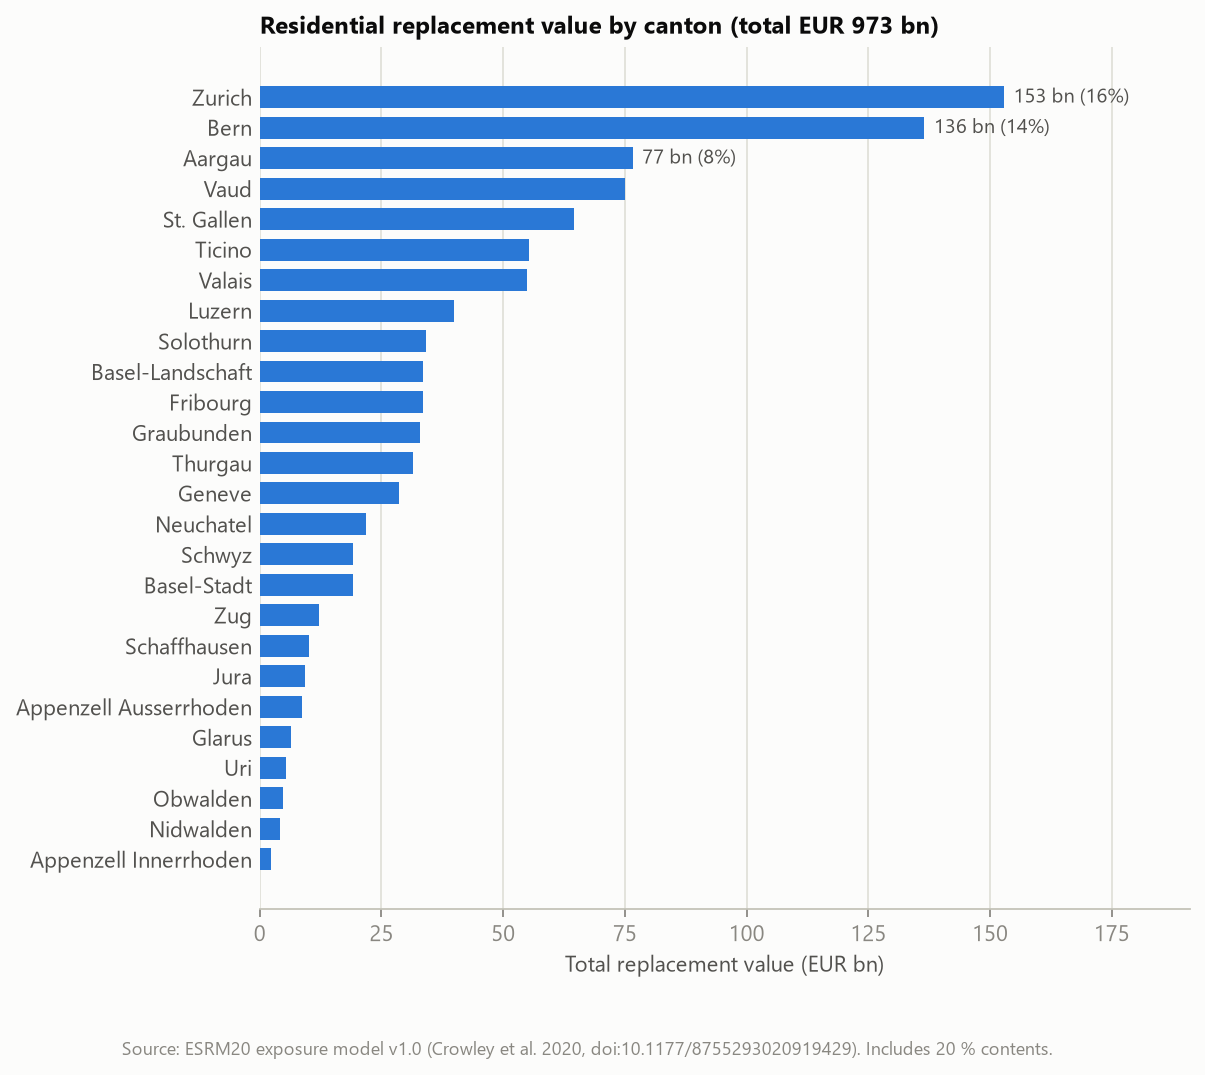 Residential replacement value by canton (total EUR 973 bn)
Zurich 153 bn (16%)
Bern 136 bn (14%)
Aargau 77 bn (8%)
Vaud
St. Gallen
Ticino
Valais
Luzern
Solothurn
Basel-Landschaft
Fribourg
Graubunden
Thurgau
Geneve
Neuchatel
Schwyz
Basel-Stadt
Zug
Schaffhausen
Jura
Appenzell Ausserrhoden
Glarus
Uri
Obwalden
Nidwalden
Appenzell Innerrhoden
0 25 50 75 100 125 150 175
Total replacement value (EUR bn)
Source: ESRM20 exposure model v1.0 (Crowley et al. 2020, doi:10.1177/8755293020919429). Includes 20 % contents.